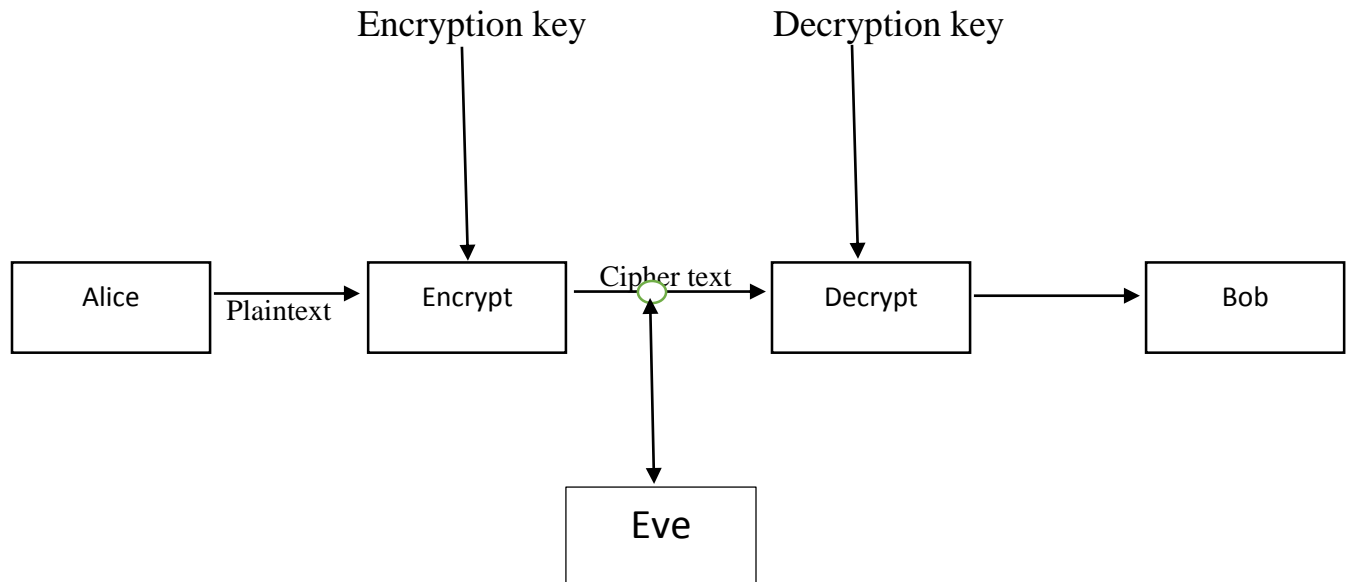 Encryption key
Decryption key
Alice
Plaintext
Encrypt
Cipher text
Decrypt
Bob
Eve